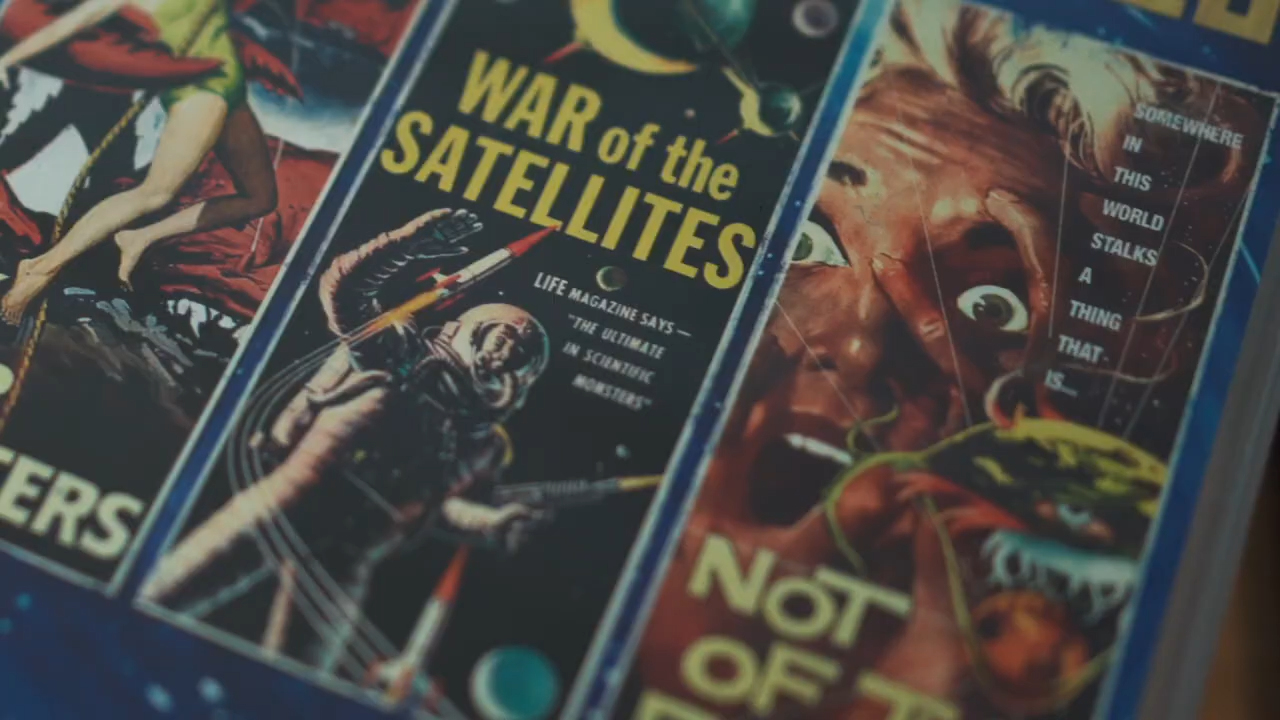 TERS
WAR of the
SATELLITES
LIFE MAGAZINE SAYS —
"THE ULTIMATE
IN SCIENTIFIC
MONSTERS"
SOMEWHERE
IN
THIS
WORLD
STALKS
A
THING
THAT
IS...
NOT
OF T